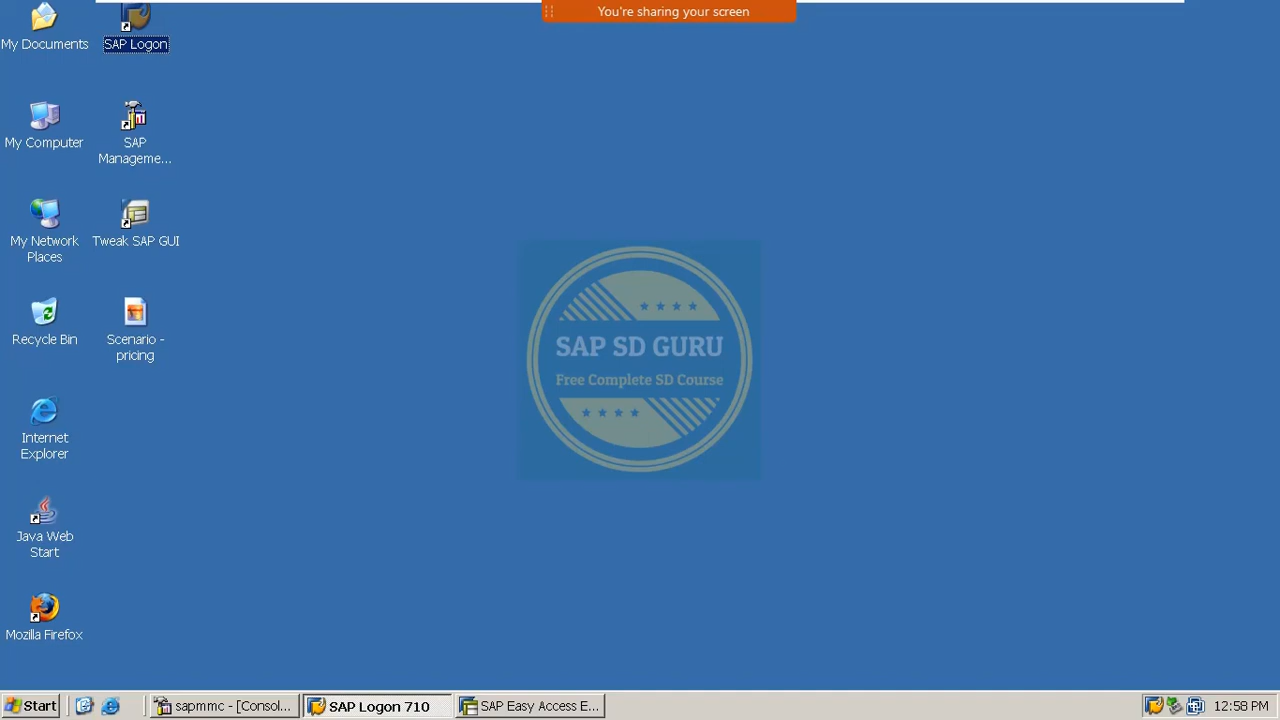 You're sharing your screen
My Documents
SAP Logon
My Computer
SAP
Manageme...
My Network
Places
Tweak SAP GUI
Recycle Bin
Scenario -
pricing
SAP SD GURU
Free Complete SD Course
Internet
Explorer
Java Web
Start
Mozilla Firefox
Start
sapmmc - [Consol...
SAP Logon 710
SAP Easy Access E...
12:58 PM